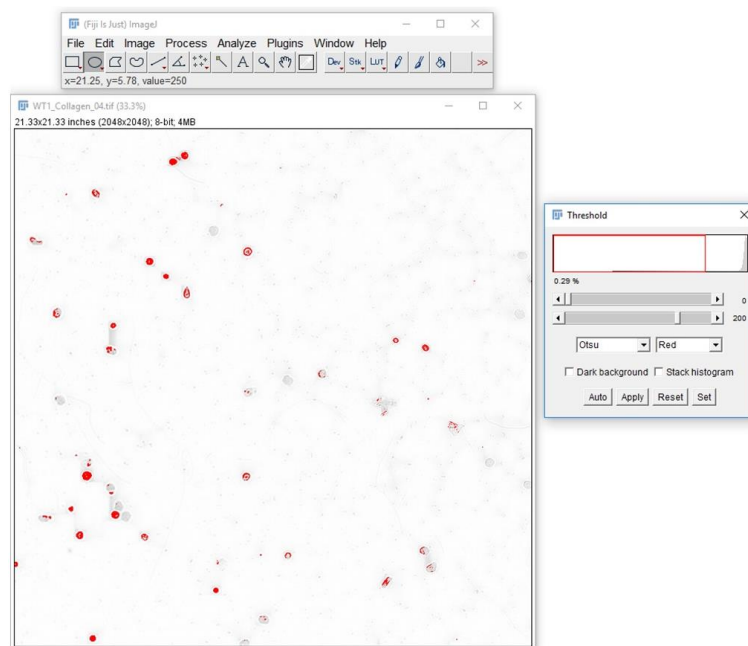 (Fiji Is Just) ImageJ
File Edit Image Process Analyze Plugins Window Help
A Dev Stk LUT >>
x=21.25, y=5.78, value=250
WT1_Collagen_04.tif (33.3%)
21.33x21.33 inches (2048x2048); 8-bit; 4MB
Threshold
0.29 %
0
200
Otsu Red
Dark background Stack histogram
Auto Apply Reset Set